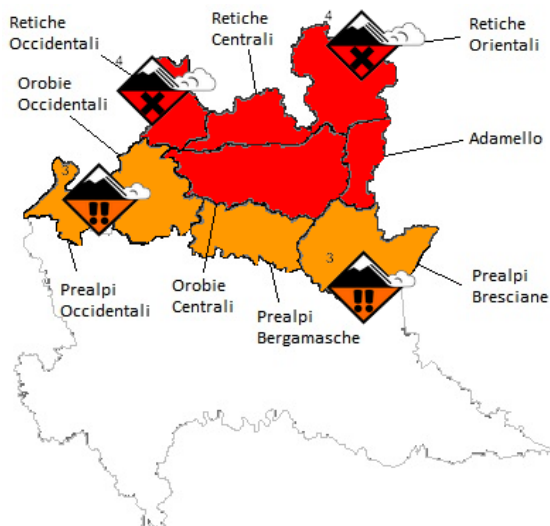 Retiche
Occidentali
4
Retiche
Centrali
4
Retiche
Orientali
Orobie
Occidentali
Adamello
3
!!
Prealpi
Occidentali
Orobie
Centrali
Prealpi
Bergamasche
3
!!
Prealpi
Bresciane